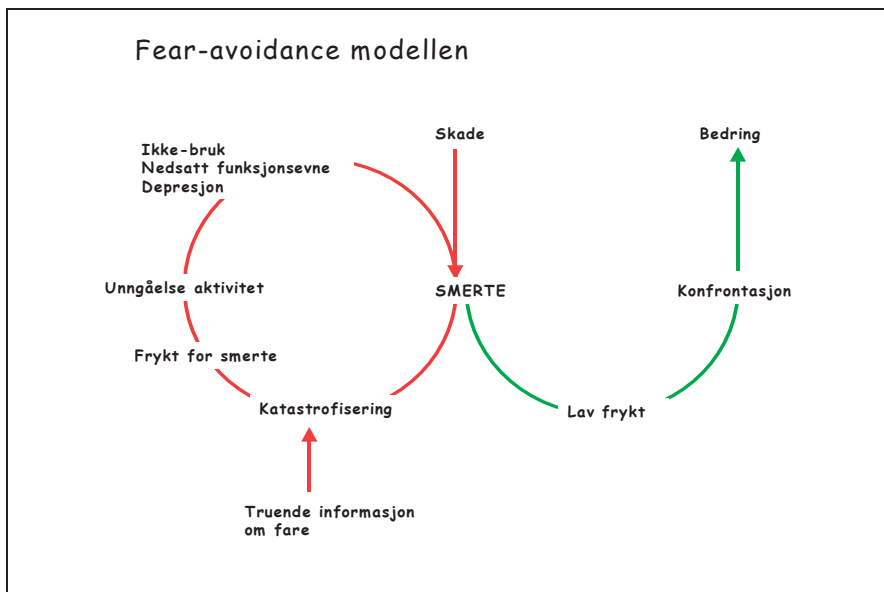 Fear-avoidance modellen
Skade
Bedring
Ikke-bruk
Nedsatt funksjonsevne
Depresjon
Unngåelse aktivitet
SMERTE
Konfrontasjon
Frykt for smerte
Katastrofisering
Lav frykt
Truende informasjon
om fare